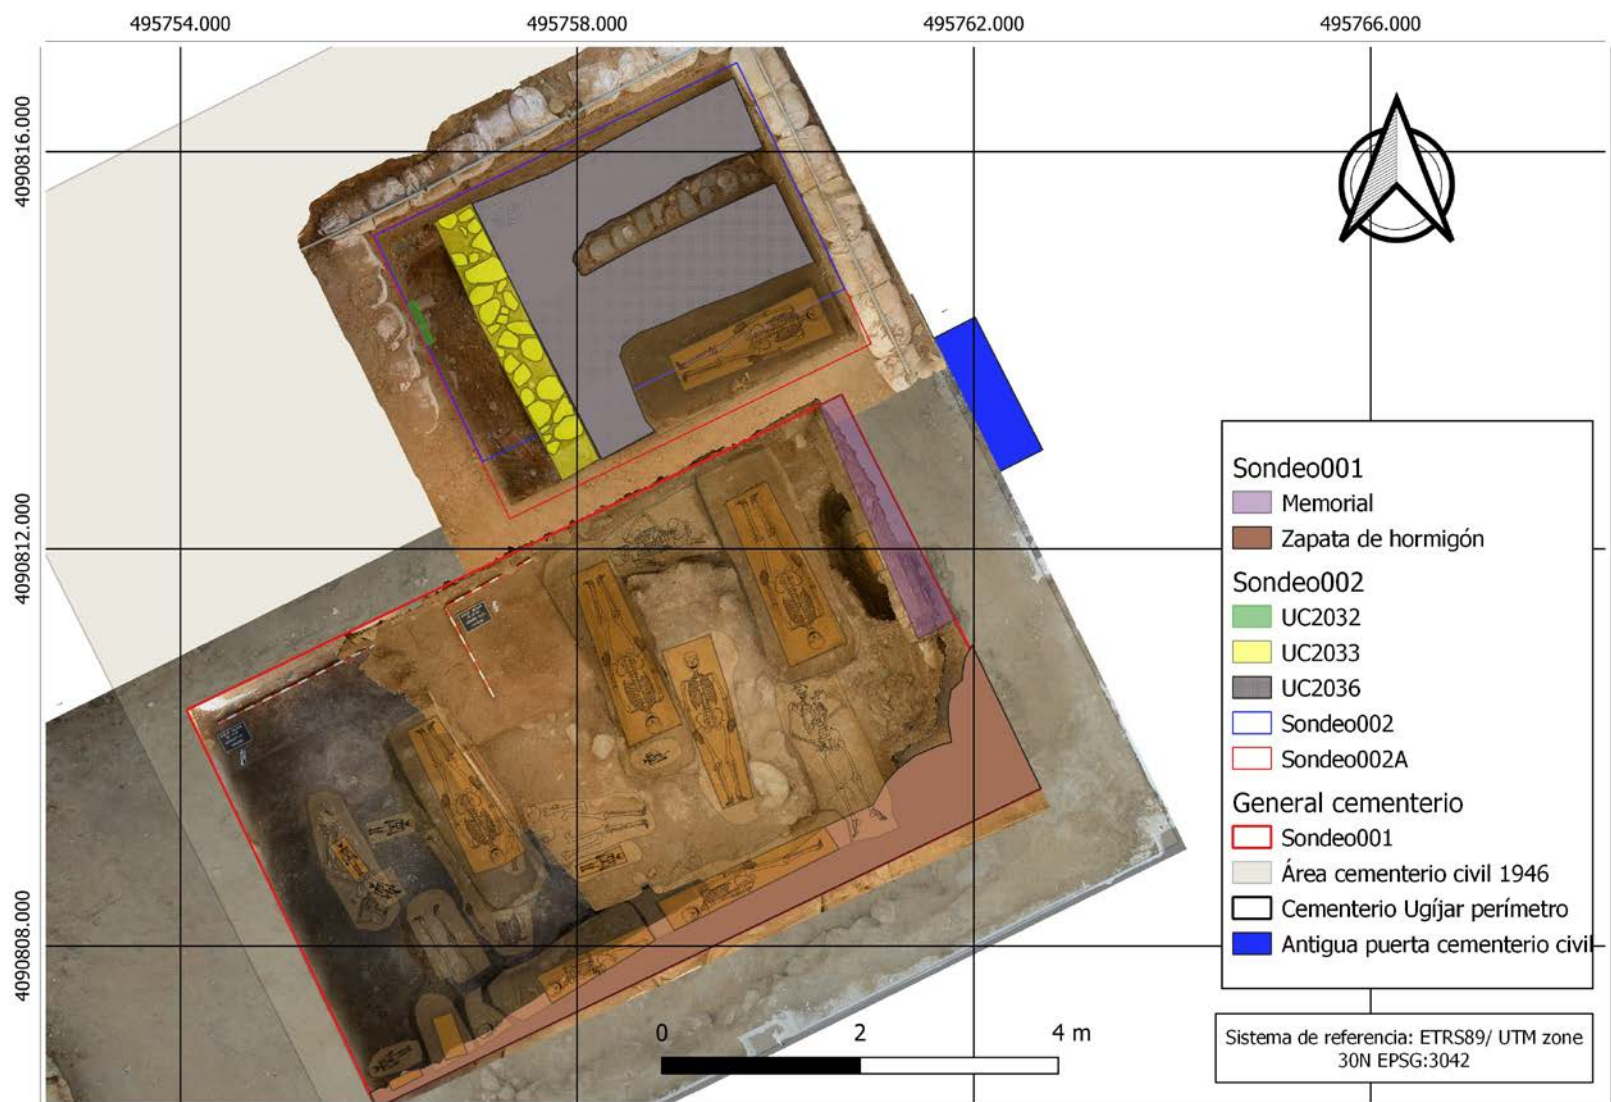 495754.000
495758.000
495762.000
495766.000
4090816.000
4090812.000
4090808.000
Sondeo001
Memorial
Zapata de hormigón
Sondeo002
UC2032
UC2033
UC2036
Sondeo002
Sondeo002A
General cementerio
Sondeo001
Área cementerio civil 1946
Cementerio Ugíjar perímetro
Antigua puerta cementerio civil
0 2 4 m
Sistema de referencia: ETRS89/ UTM zone
30N EPSG:3042